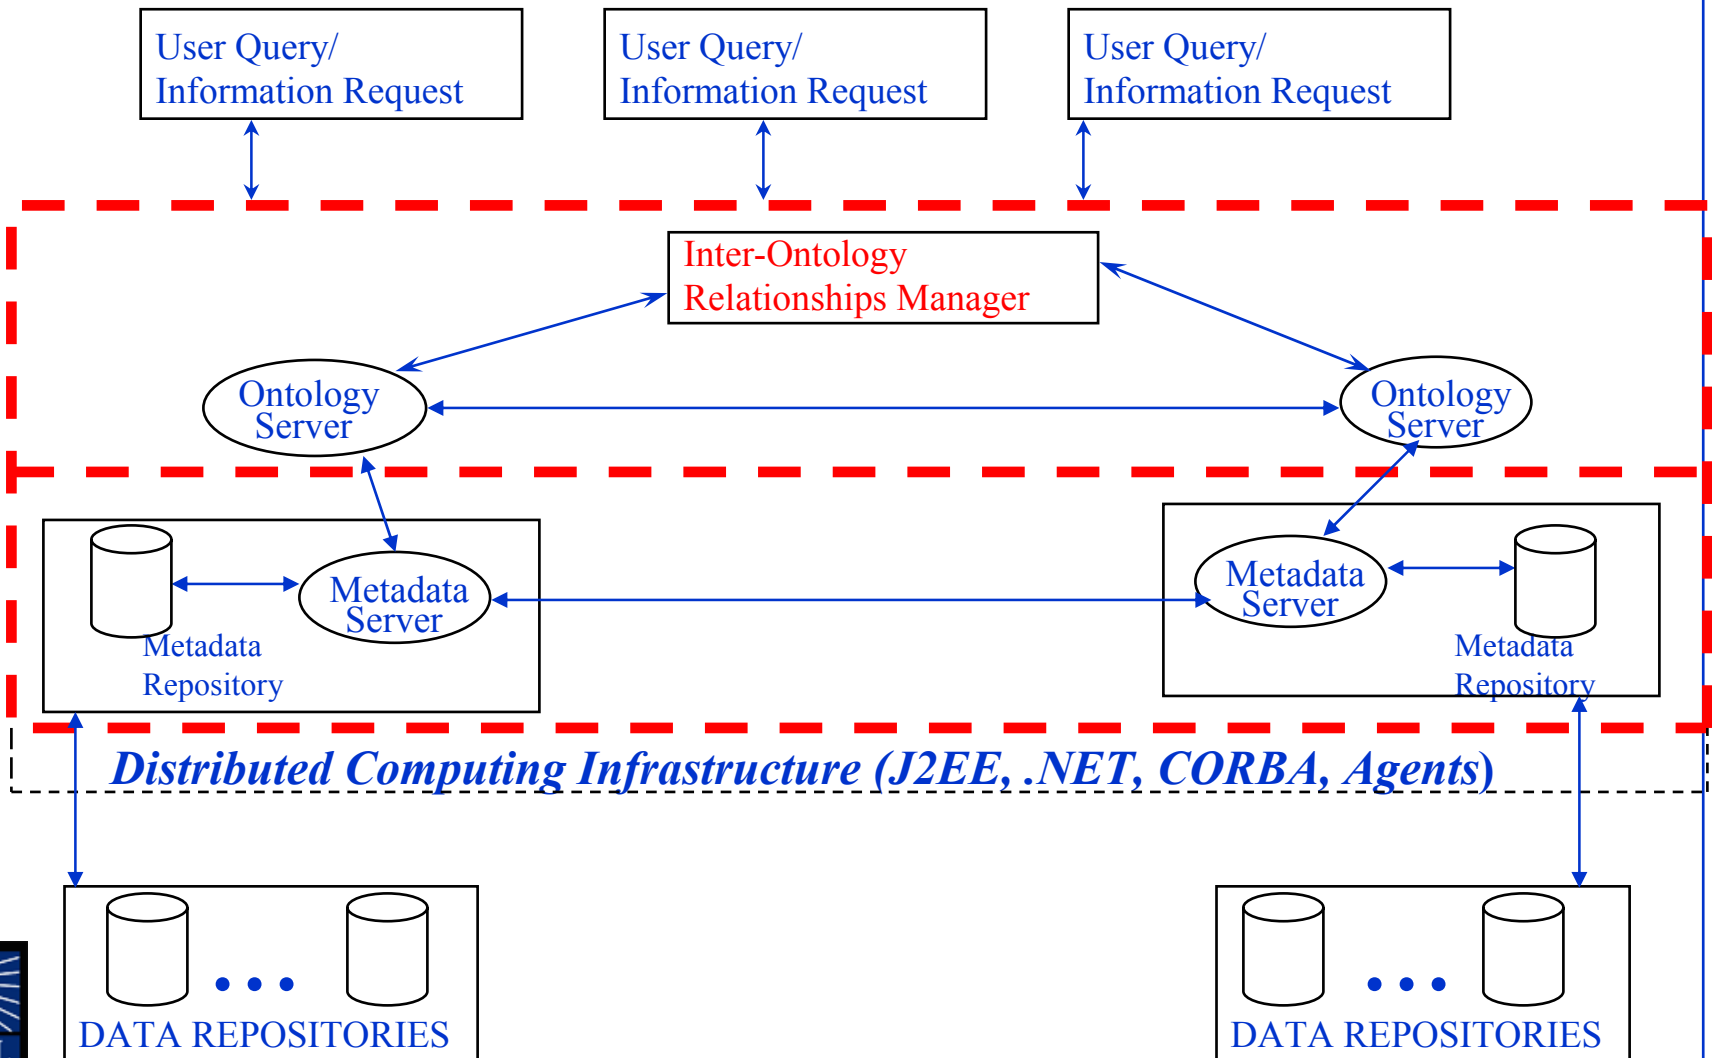 User Query/
Information Request
User Query/
Information Request
User Query/
Information Request
Inter-Ontology
Relationships Manager
Ontology
Server
Ontology
Server
Metadata
Server
Metadata
Repository
Metadata
Server
Metadata
Repository
Distributed Computing Infrastructure (J2EE, .NET, CORBA, Agents)
DATA REPOSITORIES
DATA REPOSITORIES